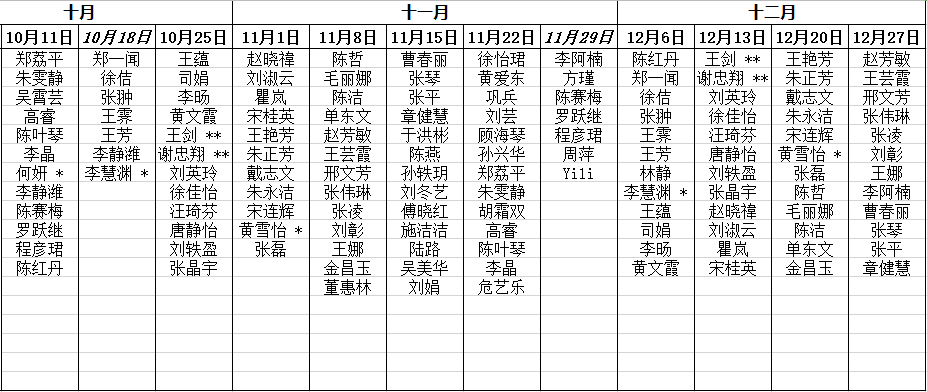 十月 十一月 十二月
10月11日 10月18日 10月25日 11月1日 11月8日 11月15日 11月22日 11月29日 12月6日 12月13日 12月20日 12月27日
郑荔平 郑一闻 王蕴 赵晓禕 陈哲 曹春丽 徐怡珺 李阿楠 陈红丹 王剑 ** 王艳芳 赵芳敏
朱雯静 徐佶 司娟 刘淑云 毛丽娜 张琴 黄爱东 方瑾 郑一闻 谢忠翔 ** 朱正芳 王芸霞
吴霄芸 张翀 李旸 瞿岚 陈洁 张平 巩兵 陈赛梅 徐佶 刘英玲 戴志文 邢文芳
高睿 王霁 黄文霞 宋桂英 单东文 章健慧 刘芸 罗跃继 张翀 徐佳怡 朱永洁 张伟琳
陈叶琴 王芳 王剑 ** 王艳芳 赵芳敏 于洪彬 顾海琴 程彦珺 王霁 汪琦芬 宋连辉 张凌
李晶 李静维 谢忠翔 ** 朱正芳 王芸霞 陈燕 孙兴华 周萍 王芳 唐静怡 黄雪怡 * 刘彰
何妍 * 李慧渊 * 刘英玲 戴志文 邢文芳 孙轶玥 郑荔平 Yili 林静 刘轶盈 张磊 王娜
李静维 徐佳怡 朱永洁 张伟琳 刘冬艺 朱雯静 李慧渊 * 张晶宇 陈哲 李阿楠
陈赛梅 汪琦芬 宋连辉 张凌 傅晓红 胡霜双 王蕴 赵晓禕 毛丽娜 曹春丽
罗跃继 唐静怡 黄雪怡 * 刘彰 施洁洁 高睿 司娟 刘淑云 陈洁 张琴
程彦珺 刘轶盈 张磊 王娜 陆路 陈叶琴 李旸 瞿岚 单东文 张平
陈红丹 张晶宇 金昌玉 吴美华 李晶 黄文霞 宋桂英 金昌玉 章健慧
董惠林 刘娟 危艺乐